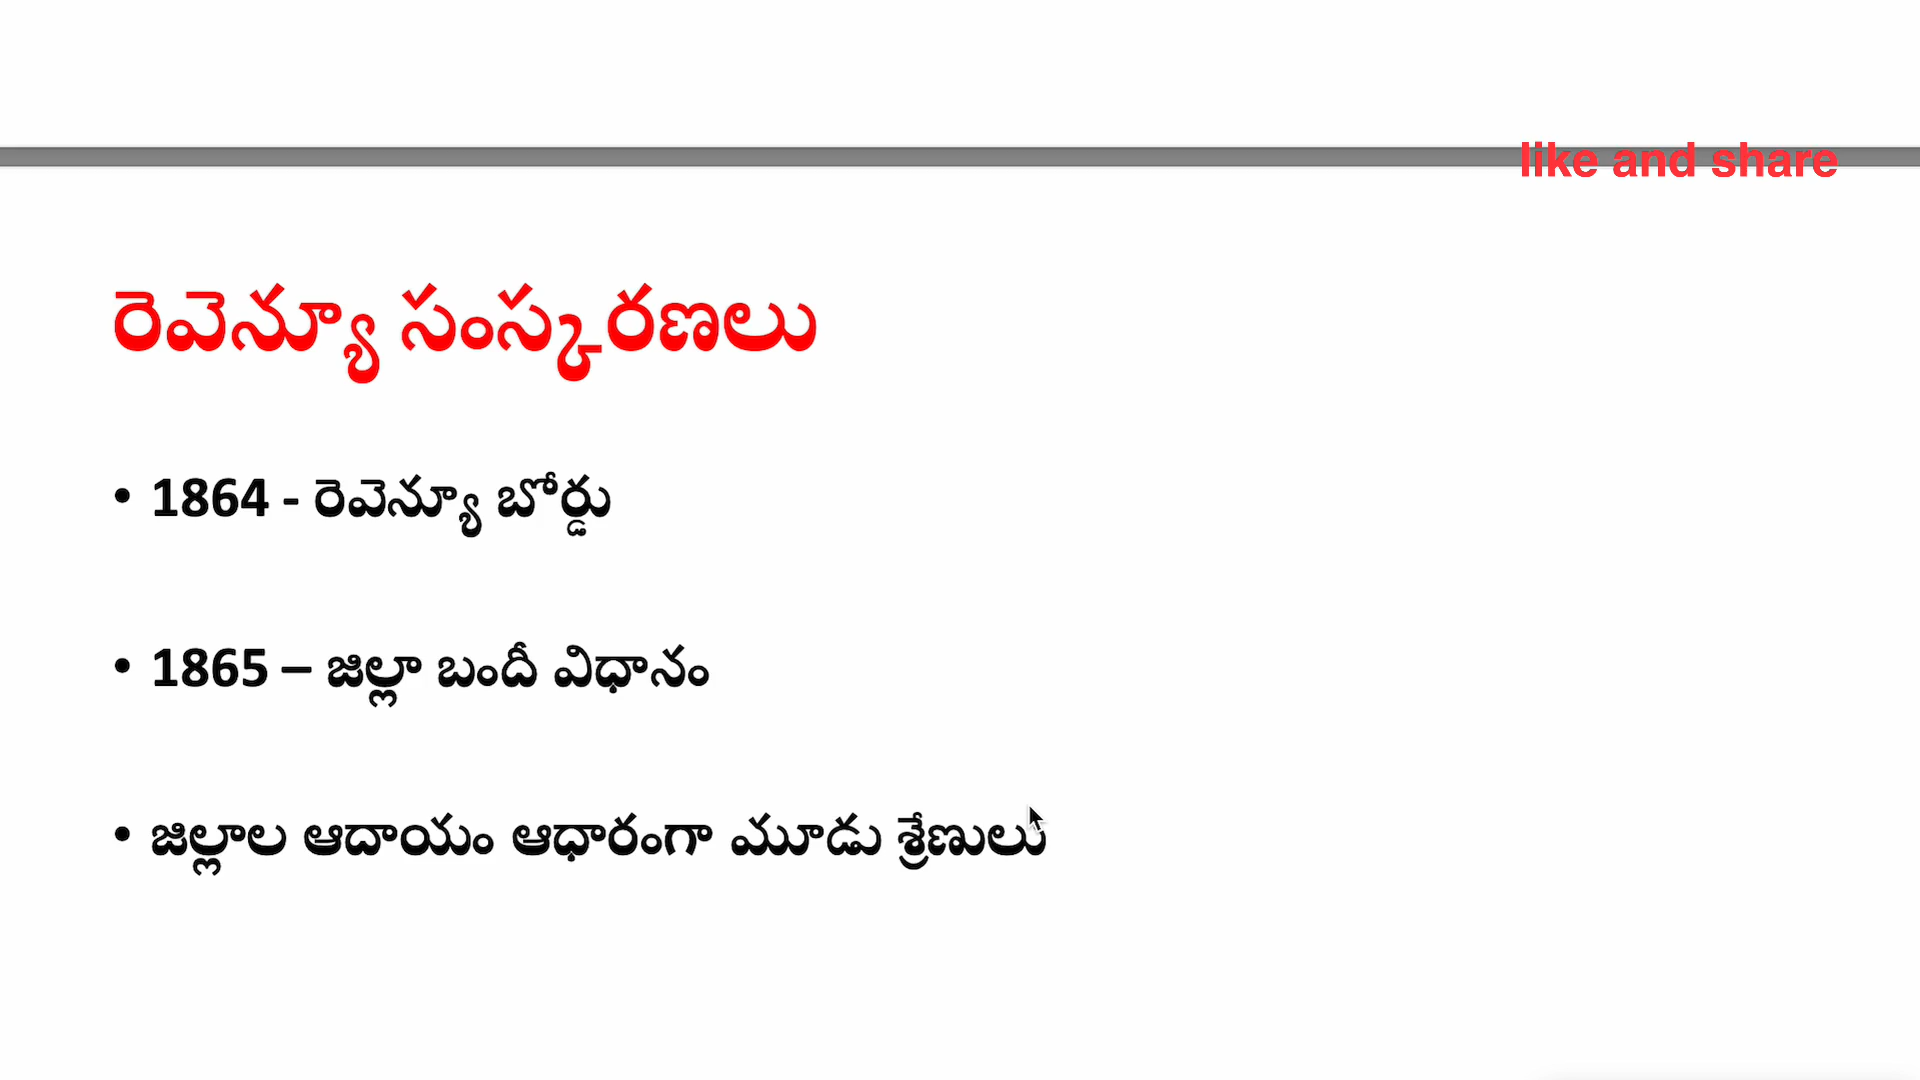 like and share
రెవెన్యూ సంస్కరణలు
• 1864 - రెవెన్యూ బోర్డు
• 1865 – జిల్లా బందీ విధానం
• జిల్లాల ఆదాయం ఆధారంగా మూడు శ్రేణులు